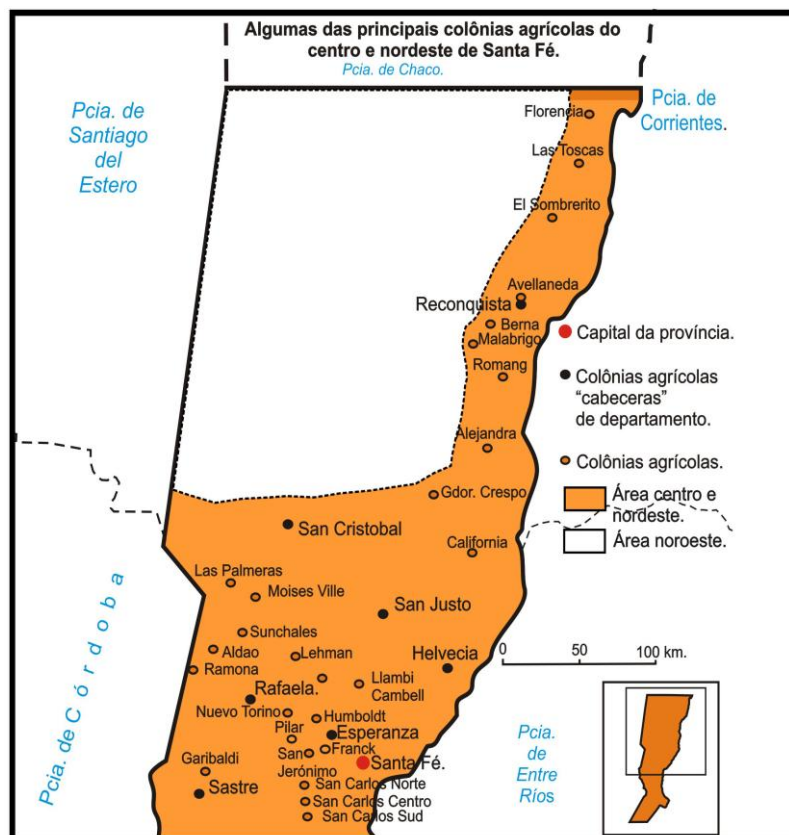 Algumas das principais colônias agrícolas do
centro e nordeste de Santa Fé.
Pcia. de Chaco.
Pcia. de
Santiago
del
Estero
Pcia. de
Corrientes.
Florencia
Las Toscas
El Sombrerito
Avellaneda
Reconquista
Berna
Malabrigo
Romang
Alejandra
Gdor. Crespo
San Cristobal
California
Las Palmeras
Moises Ville
San Justo
Sunchales
Aldao
Lehman
Helvecia
Ramona
Llambi
Cambell
Rafaela.
Nuevo Torino
Humboldt
Pilar
Esperanza
Franck
San
Jerónimo
Garibaldi
Santa Fé.
Sastre
San Carlos Norte
San Carlos Centro
San Carlos Sud
Pcia. de Córdoba
Capital da província.
Colônias agrícolas
“cabeceras”
de departamento.
Colônias agrícolas.
Área centro e
nordeste.
Área noroeste.
0 50 100 km.
Pcia.
de
Entre
Ríos